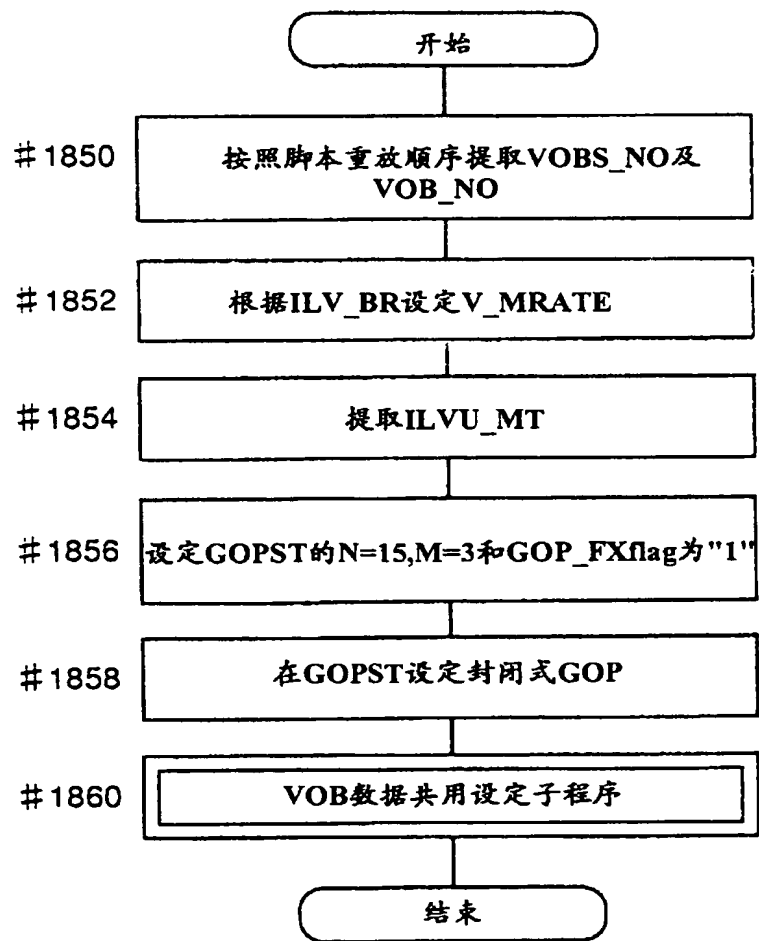 开始
#1850
按照脚本重放顺序提取VOBS_NO及
VOB_NO
#1852
根据ILV_BR设定V_MRATE
#1854
提取ILVU_MT
#1856
设定GOPST的N=15,M=3和GOP_FXflag为"1"
#1858
在GOPST设定封闭式GOP
#1860
VOB数据共用设定子程序
结束